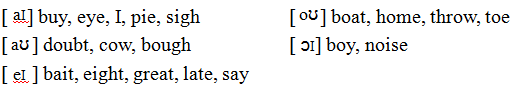 [ aɪ] buy, eye, I, pie, sigh [ oʊ] boat, home, throw, toe
[ aʊ] doubt, cow, bough [ ɔɪ] boy, noise
[ eɪ ] bait, eight, great, late, say